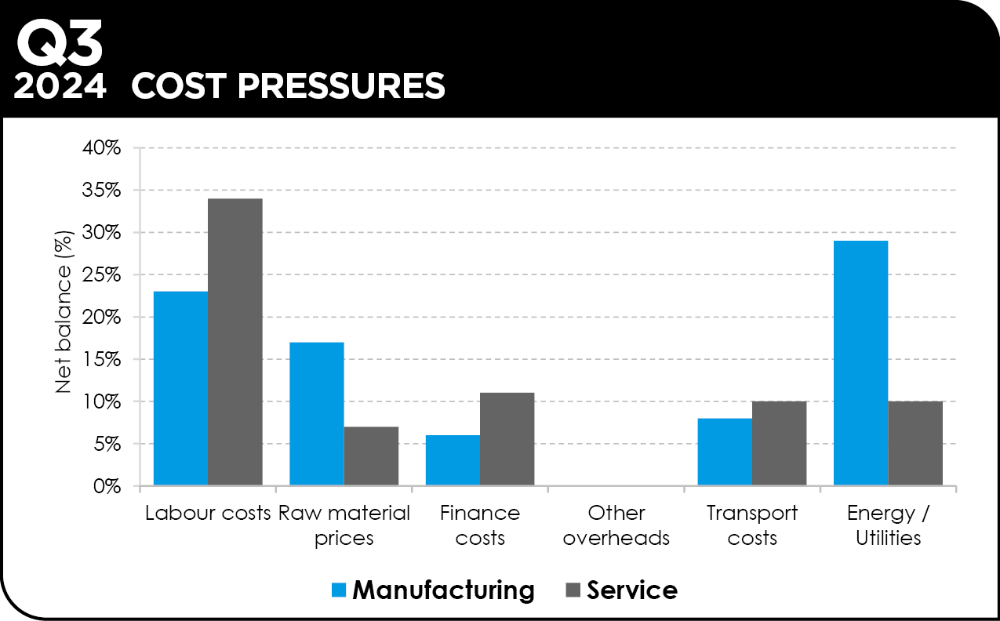 Q3
2024 COST PRESSURES
40%
35%
30%
25%
20%
15%
10%
5%
0%
Net balance (%)
Labour costs
Raw material
prices
Finance
costs
Other
overheads
Transport
costs
Energy /
Utilities
Manufacturing
Service